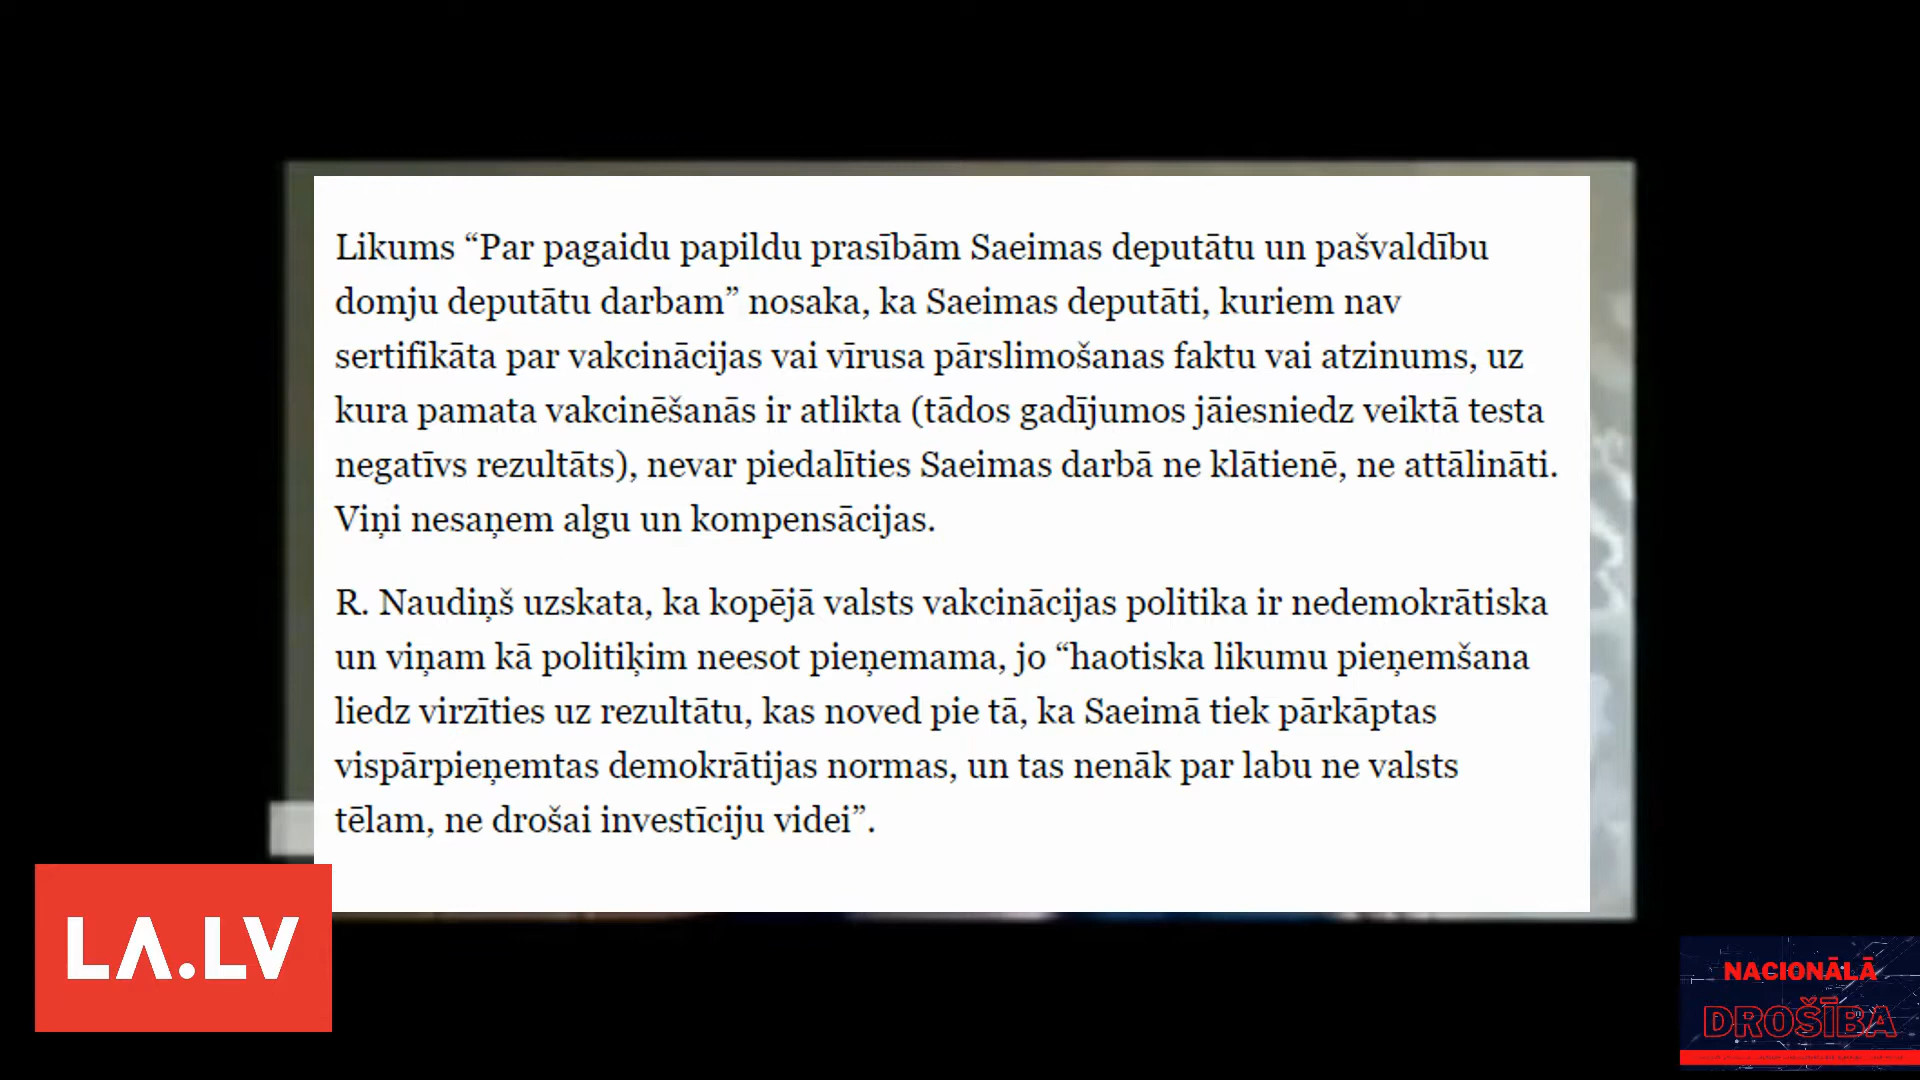 Likums “Par pagaidu papildu prasībām Saeimas deputātu un pašvaldību
domju deputātu darbam” nosaka, ka Saeimas deputāti, kuriem nav
sertifikāta par vakcinācijas vai vīrusa pārslimošanas faktu vai atzinums, uz
kura pamata vakcinēšanās ir atlikta (tādos gadījumos jāiesniedz veiktā testa
negatīvs rezultāts), nevar piedalīties Saeimas darbā ne klātienē, ne attālināti.
Viņi nesaņem algu un kompensācijas.
R. Naudiņš uzskata, ka kopējā valsts vakcinācijas politika ir nedemokrātiska
un viņam kā politiķim neesot pieņemama, jo “haotiska likumu pieņemšana
liedz virzīties uz rezultātu, kas noved pie tā, ka Saeimā tiek pārkāptas
vispārpieņemtas demokrātijas normas, un tas nenāk par labu ne valsts
tēlam, ne drošai investīciju videi”.
LA.LV
NACIONĀLĀ
DROŠĪBA